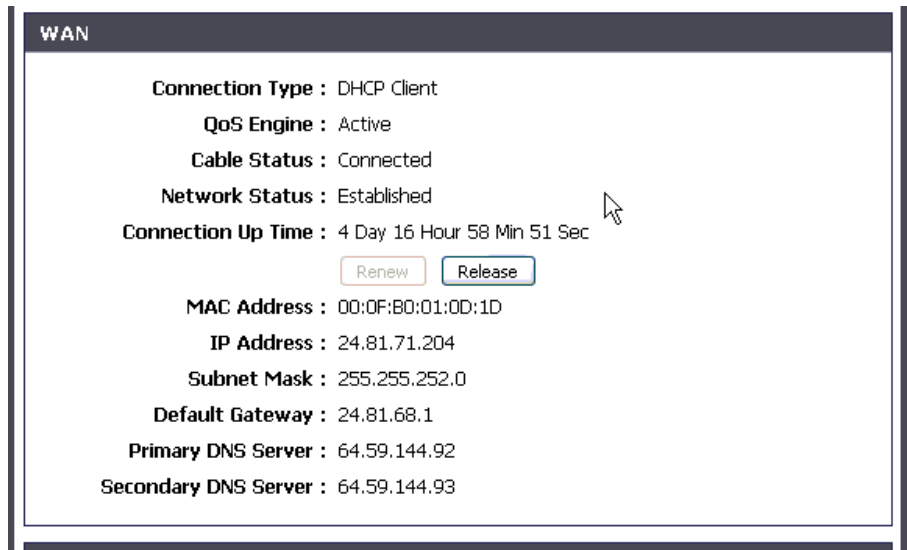 WAN
Connection Type : DHCP Client
QoS Engine : Active
Cable Status : Connected
Network Status : Established
Connection Up Time : 4 Day 16 Hour 58 Min 51 Sec
Renew Release
MAC Address : 00:0F:B0:01:0D:1D
IP Address : 24.81.71.204
Subnet Mask : 255.255.252.0
Default Gateway : 24.81.68.1
Primary DNS Server : 64.59.144.92
Secondary DNS Server : 64.59.144.93